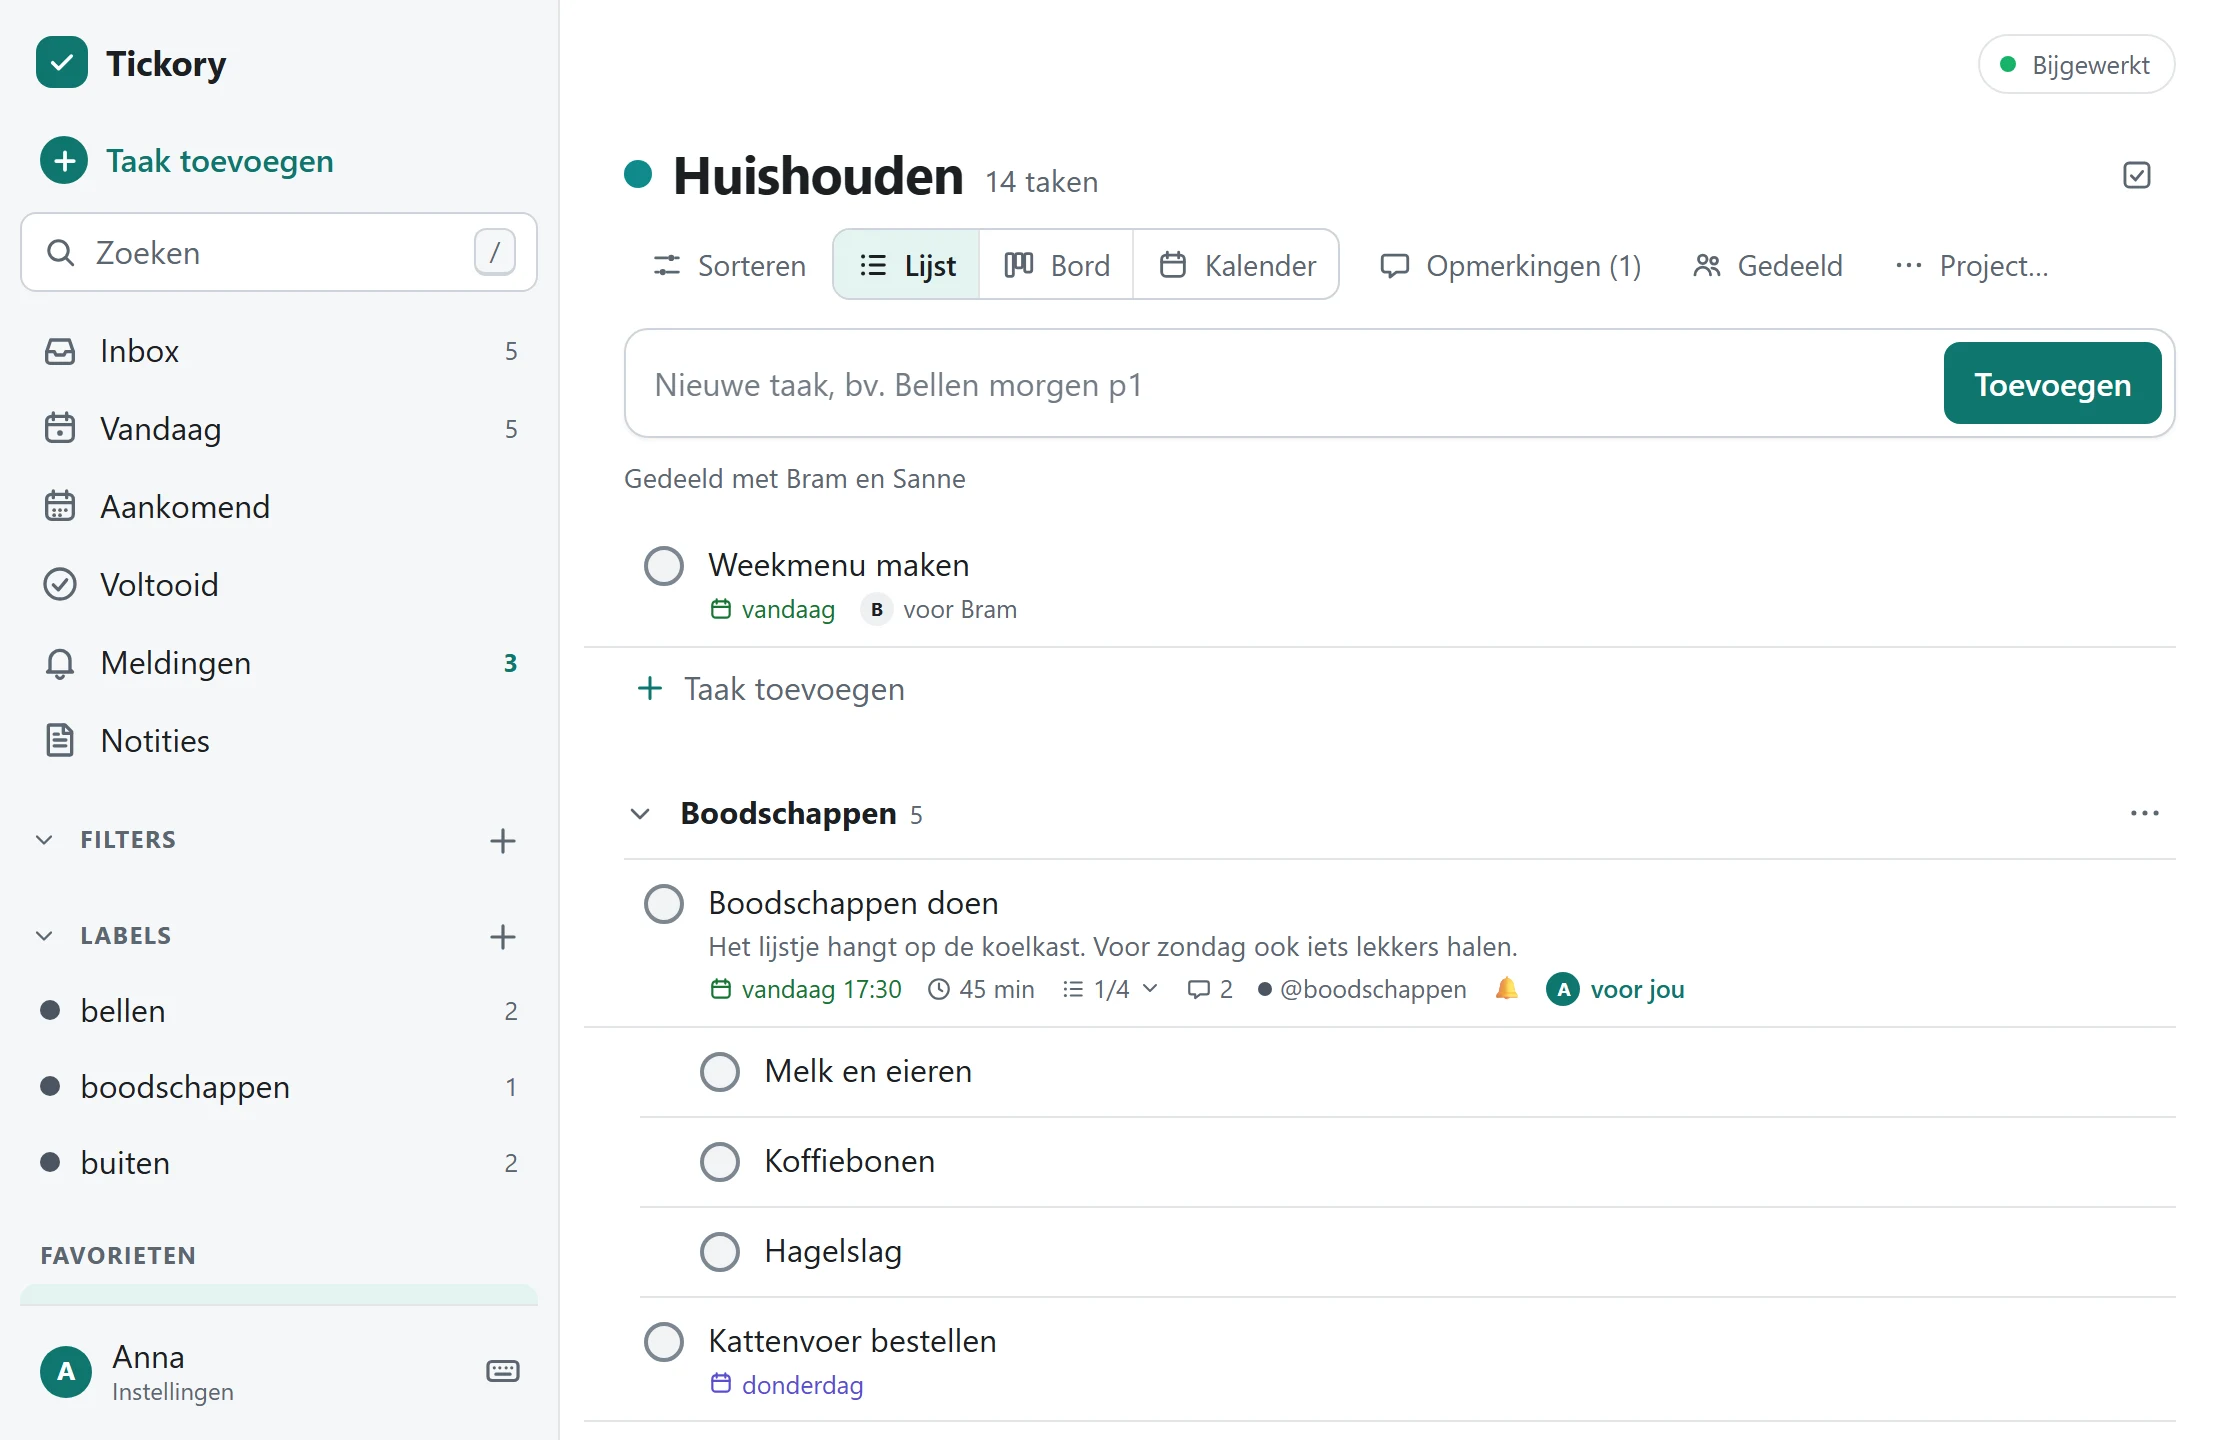 Tickory
Taak toevoegen
Zoeken /
Inbox 5
Vandaag 5
Aankomend
Voltooid
Meldingen 3
Notities
FILTERS
LABELS
bellen 2
boodschappen 1
buiten 2
FAVORIETEN
A Anna
Instellingen
Bijgewerkt
Huishouden 14 taken
Sorteren Lijst Bord Kalender Opmerkingen (1) Gedeeld Project...
Nieuwe taak, bv. Bellen morgen p1 Toevoegen
Gedeeld met Bram en Sanne
Weekmenu maken
vandaag B voor Bram
Taak toevoegen
Boodschappen 5
Boodschappen doen
Het lijstje hangt op de koelkast. Voor zondag ook iets lekkers halen.
vandaag 17:30 45 min 1/4 2 @boodschappen A voor jou
Melk en eieren
Koffiebonen
Hagelslag
Kattenvoer bestellen
donderdag